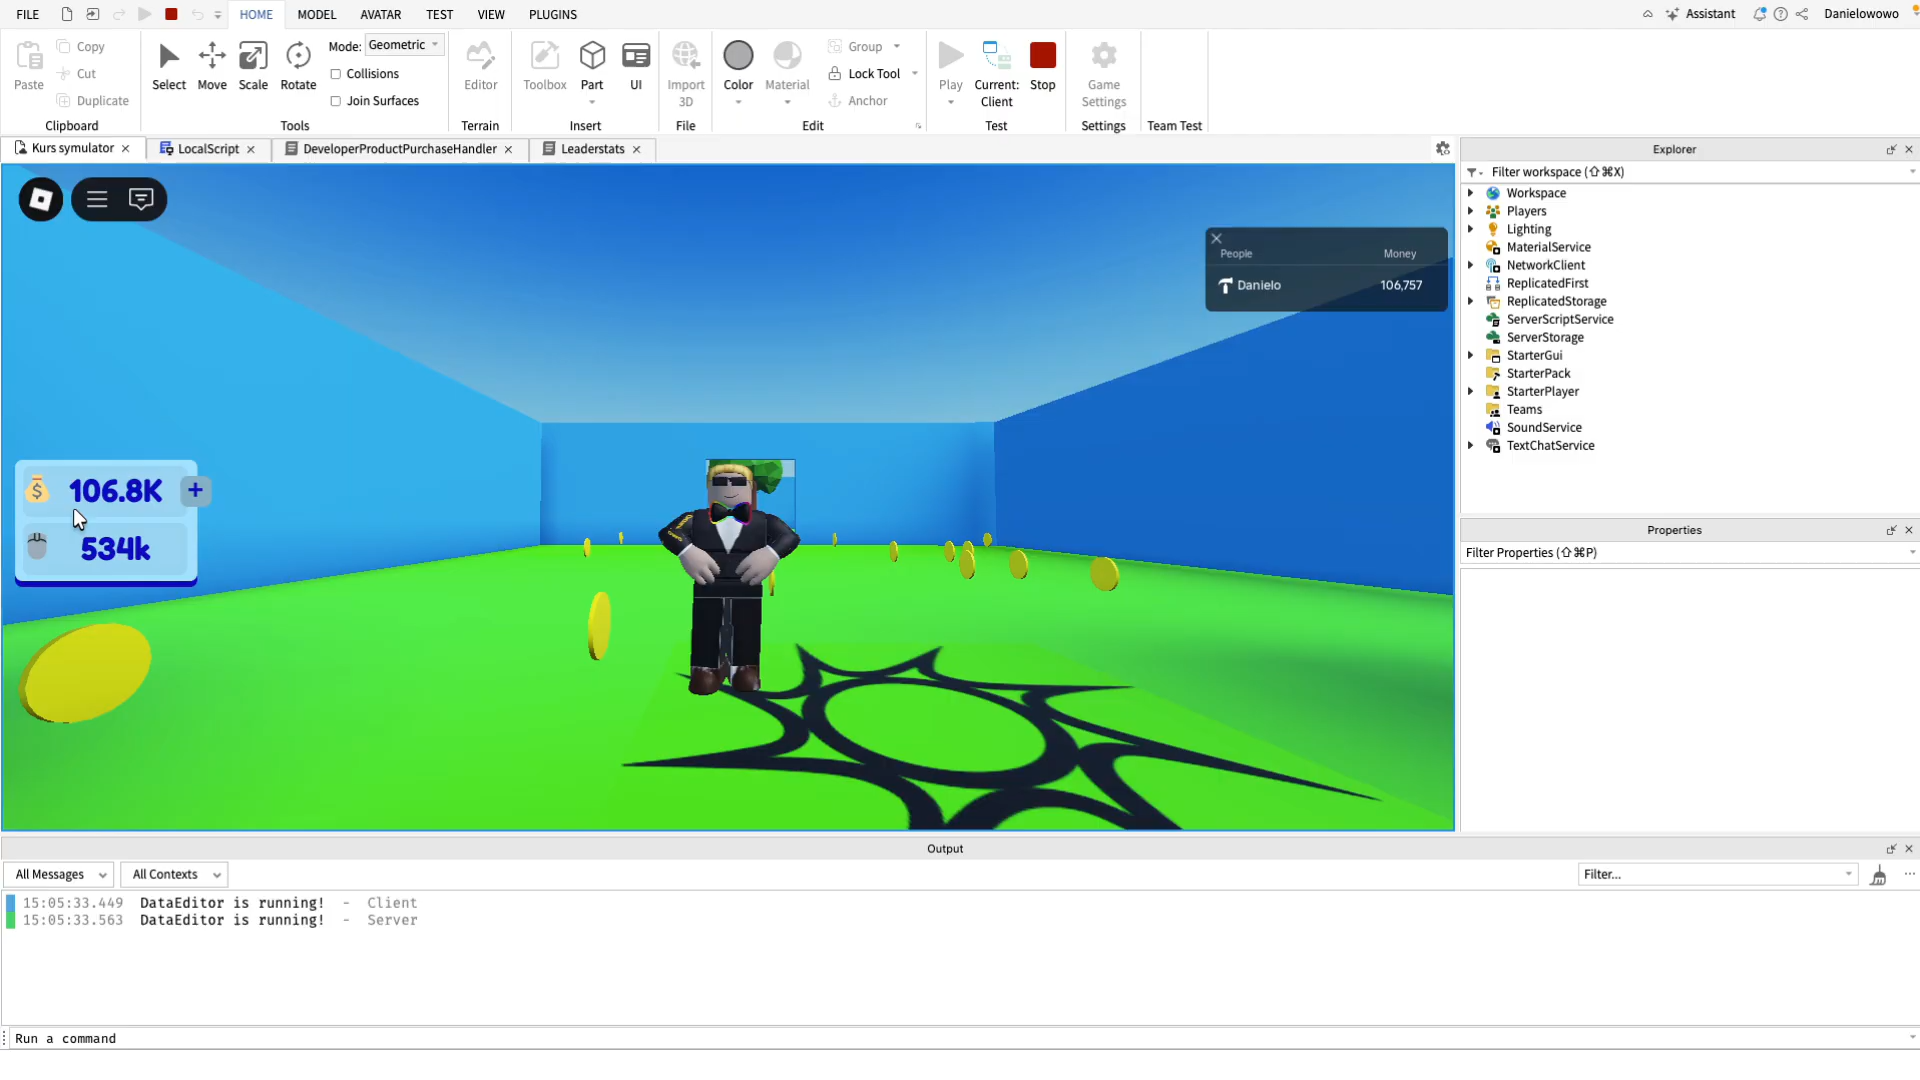 FILE
HOME
MODEL
AVATAR
TEST
VIEW
PLUGINS
Assistant
Danielowowo
Paste
Copy
Cut
Duplicate
Clipboard
Select
Move
Scale
Rotate
Mode:
Geometric
Collisions
Join Surfaces
Tools
Editor
Terrain
Toolbox
Part
UI
Insert
Import
3D
File
Color
Material
Group
Lock Tool
Anchor
Edit
Play
Current:
Client
Stop
Test
Game
Settings
Settings
Team Test
Kurs symulator
LocalScript
DeveloperProductPurchaseHandler
Leaderstats
People
Money
Danielo
106,757
106.8K
+
534k
Explorer
Filter workspace (⇧⌘X)
Workspace
Players
Lighting
MaterialService
NetworkClient
ReplicatedFirst
ReplicatedStorage
ServerScriptService
ServerStorage
StarterGui
StarterPack
StarterPlayer
Teams
SoundService
TextChatService
Properties
Filter Properties (⇧⌘P)
Output
All Messages
All Contexts
Filter...
15:05:33.449 DataEditor is running! - Client
15:05:33.563 DataEditor is running! - Server
Run a command